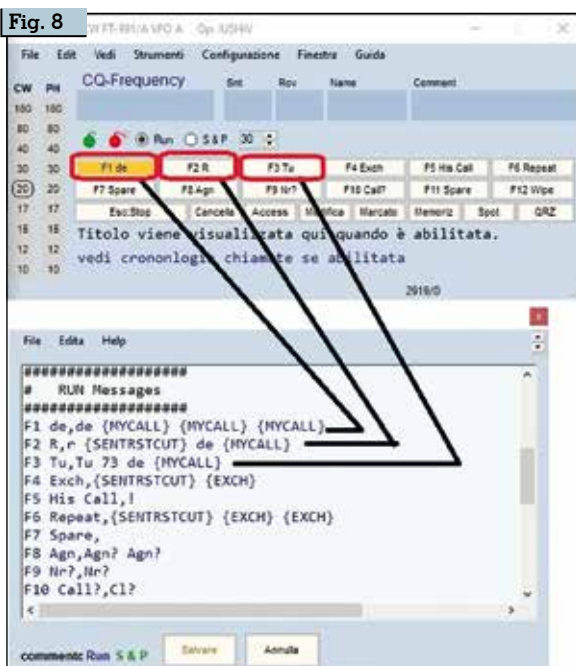 Fig. 8
FT-891/A VFO A
File Edit Vedi Strumenti Configurazione Finestra Guida
CW PH CQ-Frequency Snt Rcv Name Comment
160 160
80 80
40 40 Run S&P 30
30 30 F1 de F2 R F3 Tu F4 Exch F5 His Call F6 Repeat
20 20 F7 Spare F8 Agn F9 Nr? F10 Call? F11 Spare F12 Wipe
17 17 Esc:Stop Cancella Access Modifica Marcato Memoriz Spot QRZ
15 15 Titolo viene visualizzata qui quando è abilitata.
12 12 vedi crononlogia chiamate se abilitata
10 10
2919/0
File Edita Help
####################
# RUN Messages
####################
F1 de,de {MYCALL} {MYCALL} {MYCALL}
F2 R,r {SENTRSTCUT} de {MYCALL}
F3 Tu,Tu 73 de {MYCALL}
F4 Exch,{SENTRSTCUT} {EXCH}
F5 His Call,!
F6 Repeat,{SENTRSTCUT} {EXCH} {EXCH}
F7 Spare,
F8 Agn,Agn? Agn?
F9 Nr?,Nr?
F10 Call?,Cl?
comments Run S & P Salvare Annulla